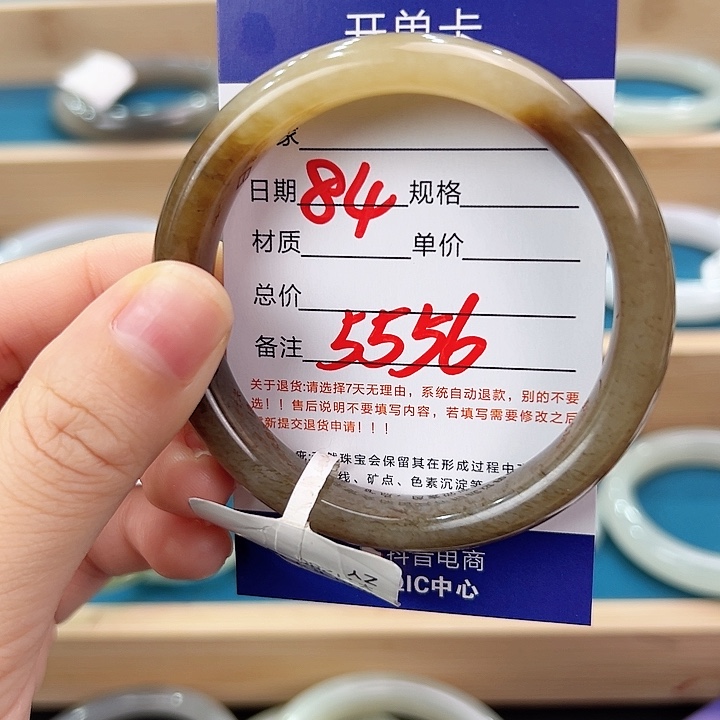 开单卡
家
日期 84 规格
材质 单价
总价
备注 5556
关于退货:请选择7天无理由，系统自动退款，别的不要
选！！售后说明不要填写内容，若填写需要修改之后
新提交退货申请！！！
珠宝会保留其在形成过程中
线、矿点、色素沉淀等
抖音电商
QIC中心
YZ